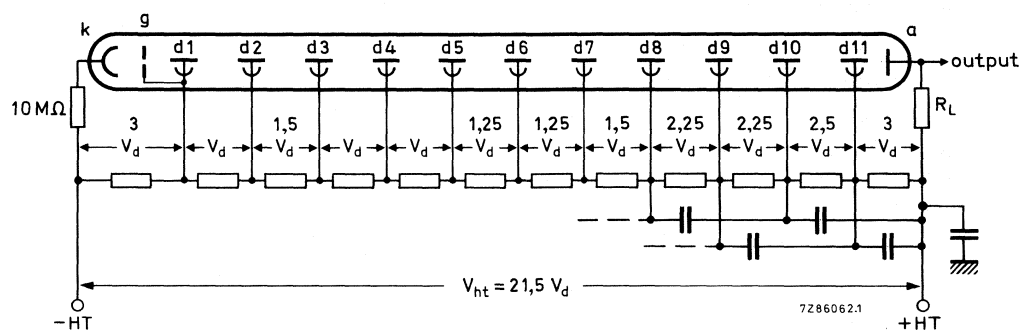 k g d1 d2 d3 d4 d5 d6 d7 d8 d9 d10 d11 a
output
10 MΩ
R_L
3 1,5 1,25 1,25 1,5 2,25 2,25 2,5 3
V_d V_d V_d V_d V_d V_d V_d V_d V_d V_d V_d V_d
V_ht = 21,5 V_d
7Z86062.1
−HT +HT